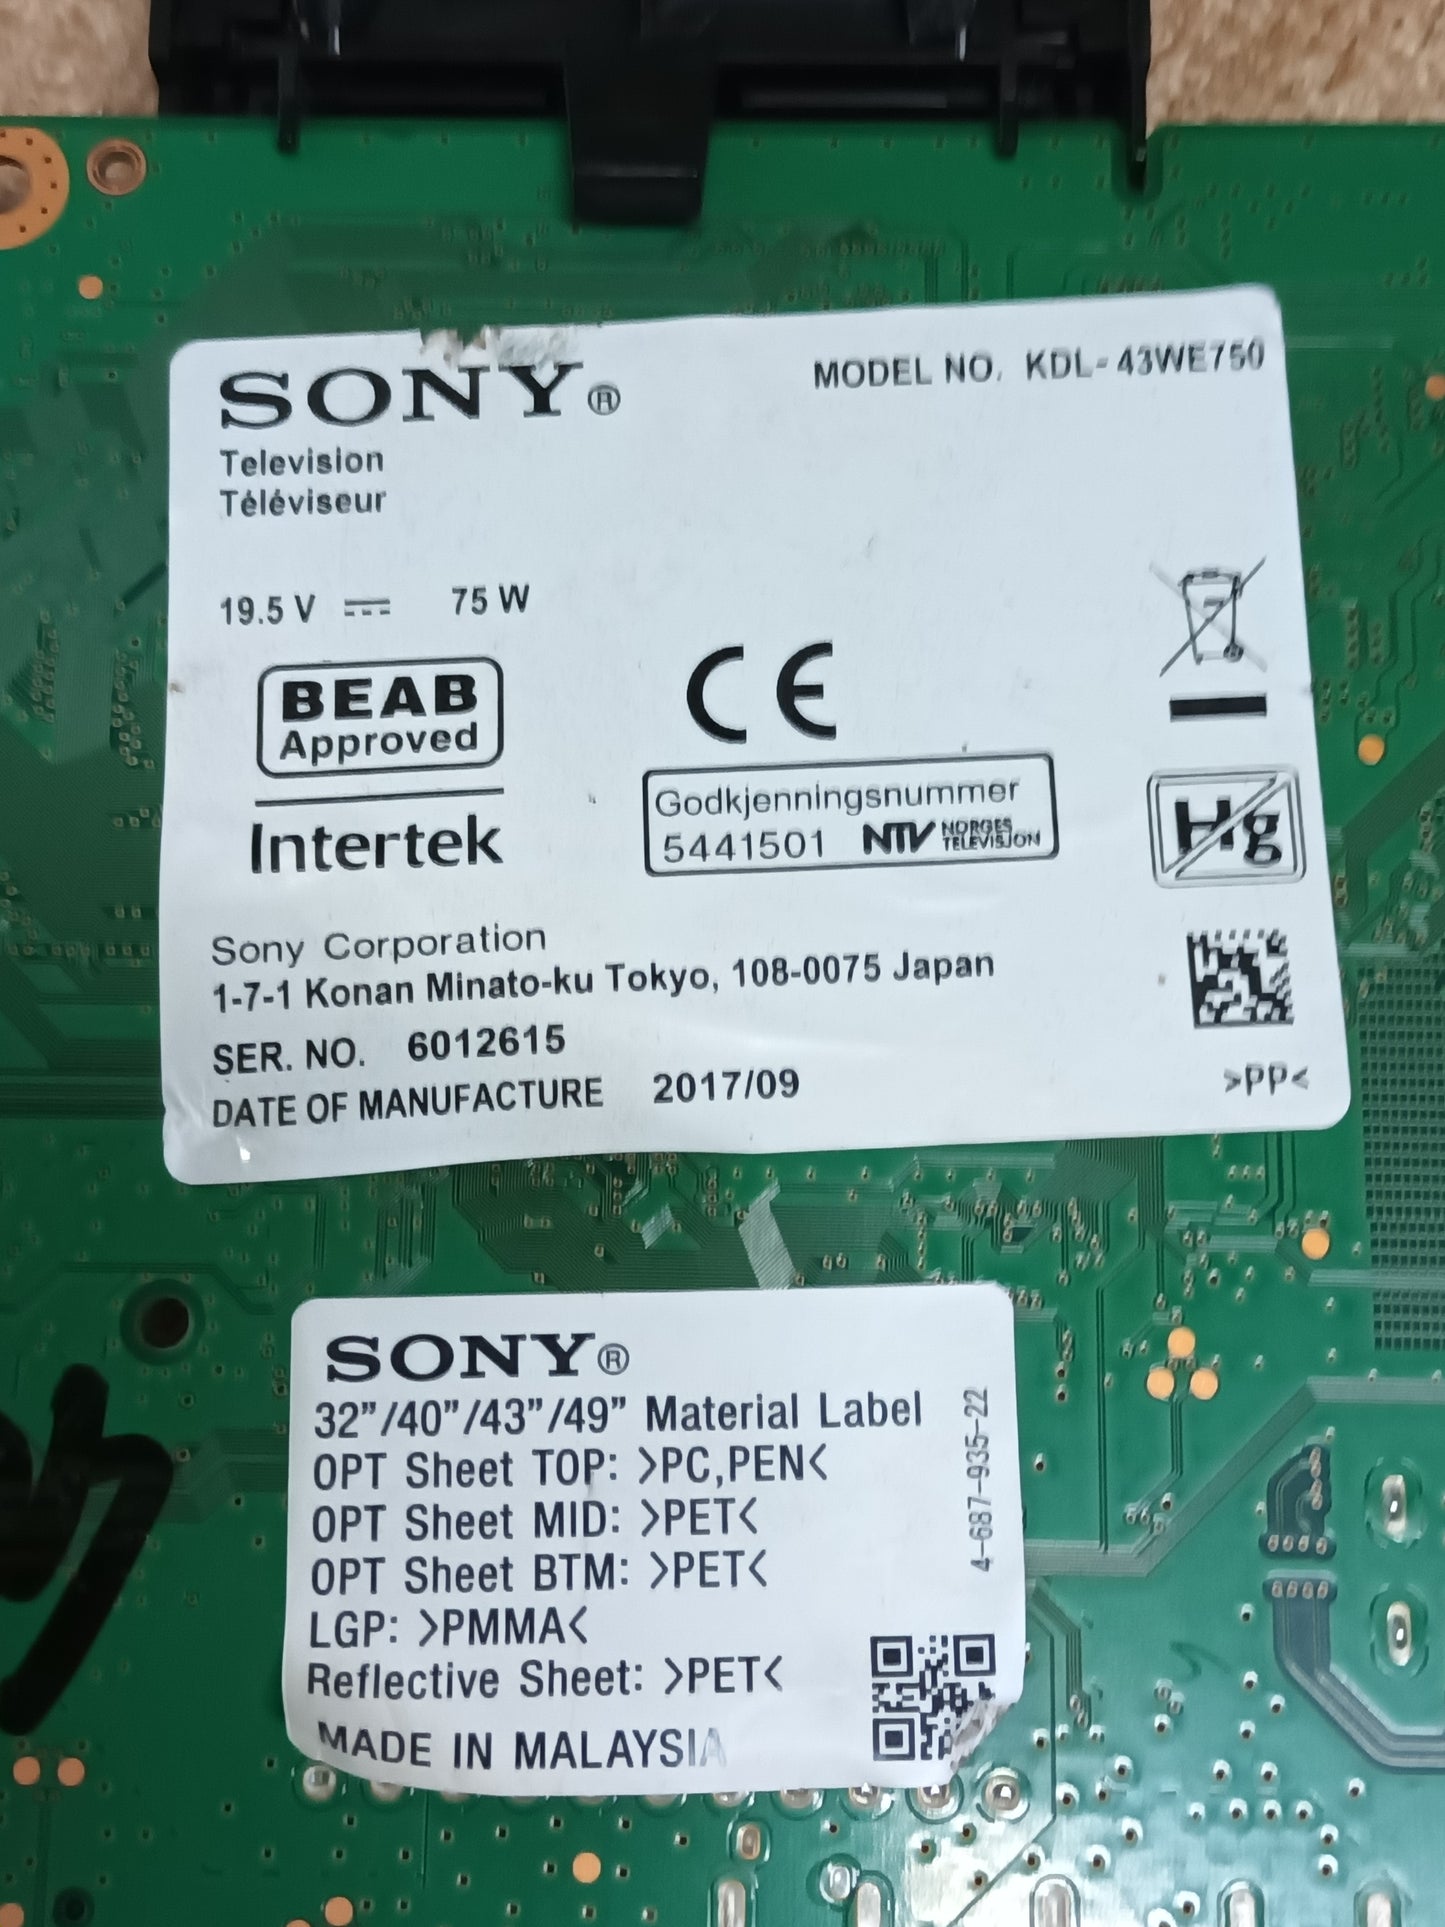 SONY®
MODEL NO. KDL-43WE750
Television
Téléviseur
19.5 V 75 W
BEAB
Approved
Intertek
CE
Godkjenningsnummer
5441501 NTV NORGES TELEVISJON
Hg
Sony Corporation
1-7-1 Konan Minato-ku Tokyo, 108-0075 Japan
SER. NO. 6012615
DATE OF MANUFACTURE 2017/09
>PP<
SONY®
32"/40"/43"/49" Material Label
OPT Sheet TOP: >PC,PEN<
OPT Sheet MID: >PET<
OPT Sheet BTM: >PET<
LGP: >PMMA<
Reflective Sheet: >PET<
MADE IN MALAYSIA
4-687-935-22